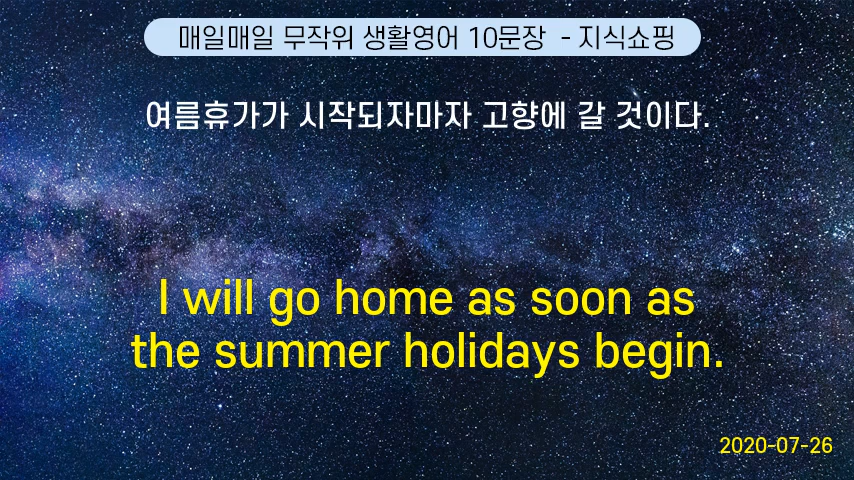 매일매일 무작위 생활영어 10문장 - 지식쇼핑
여름휴가가 시작되자마자 고향에 갈 것이다.
I will go home as soon as
the summer holidays begin.
2020-07-26